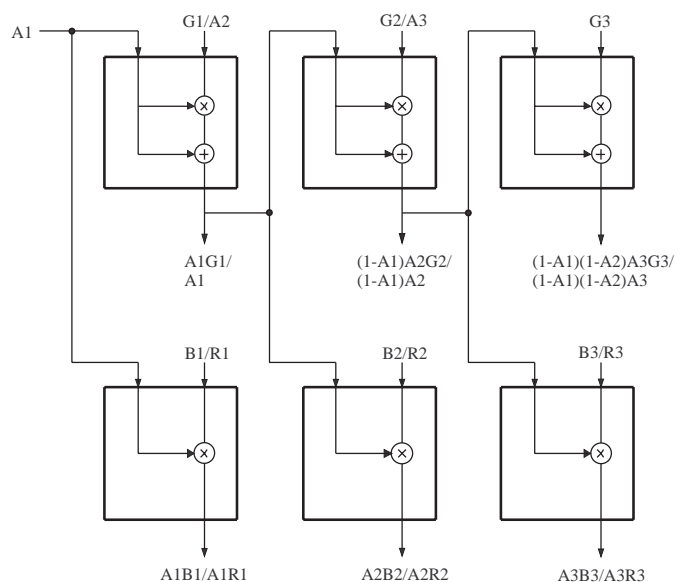 A1
G1/A2
G2/A3
G3
×
×
×
+
+
+
A1G1/
A1
(1-A1)A2G2/
(1-A1)A2
(1-A1)(1-A2)A3G3/
(1-A1)(1-A2)A3
B1/R1
B2/R2
B3/R3
×
×
×
A1B1/A1R1
A2B2/A2R2
A3B3/A3R3